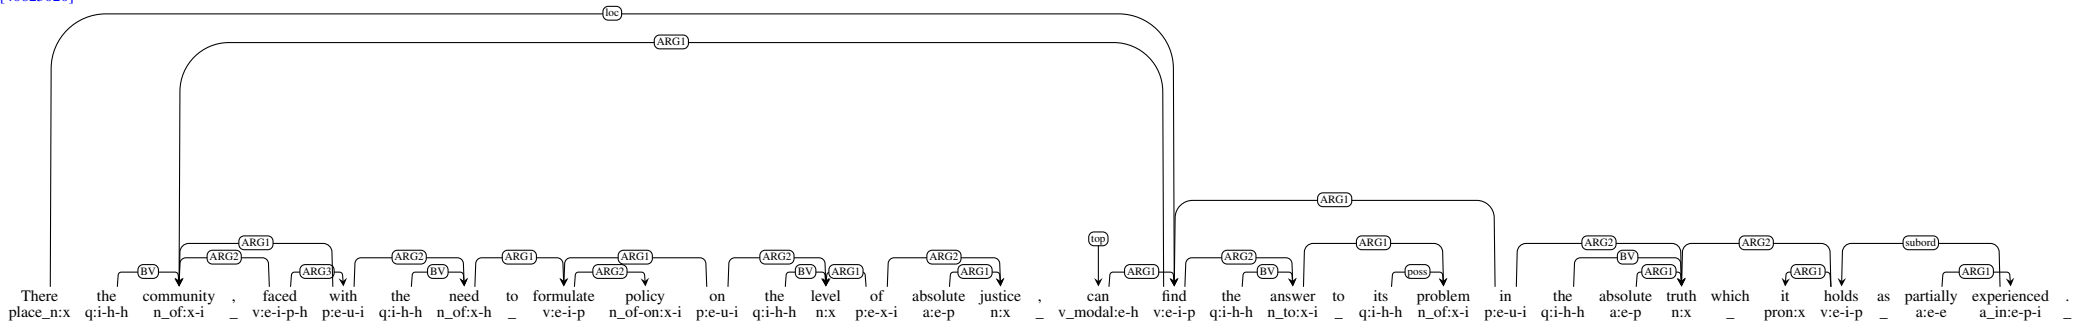 loc
ARG1
ARG1
top
ARG1 ARG2 ARG2 ARG1 ARG1 ARG2 ARG2 ARG2 ARG1 ARG2 ARG2 subord
BV
BV ARG3 BV ARG2 BV ARG1 ARG1 ARG1 BV poss ARG1 ARG1 ARG1
There the community , faced with the need to formulate policy on the level of absolute justice , can find the answer to its problem in the absolute truth which it holds as partially experienced .
place_n:x q:i-h-h n_of:x-i _ v:e-i-p-h p:e-u-i q:i-h-h n_of:x-h _ v:e-i-p n_of-on:x-i p:e-u-i q:i-h-h n:x p:e-x-i a:e-p n:x _ v_modal:e-h v:e-i-p q:i-h-h n_to:x-i _ q:i-h-h n_of:x-i p:e-u-i q:i-h-h a:e-p n:x _ pron:x v:e-i-p _ a:e-e a_in:e-p-i _